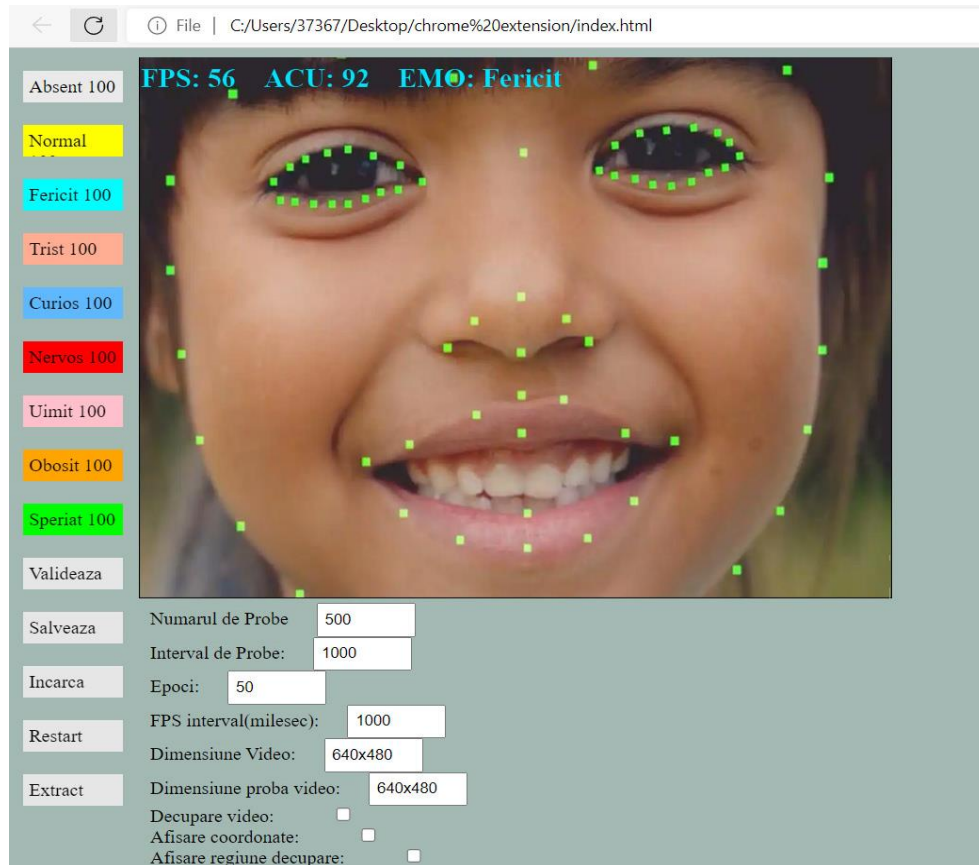 File | C:/Users/37367/Desktop/chrome%20extension/index.html
FPS: 56 ACU: 92 EMO: Fericit
Absent 100
Normal
Fericit 100
Trist 100
Curios 100
Nervos 100
Uimit 100
Obosit 100
Speriat 100
Valideaza
Salveaza
Incarca
Restart
Extract
Numarul de Probe 500
Interval de Probe: 1000
Epoci: 50
FPS interval(milesec): 1000
Dimensiune Video: 640x480
Dimensiune proba video: 640x480
Decupare video:
Afisare coordonate:
Afisare regiune decupare: